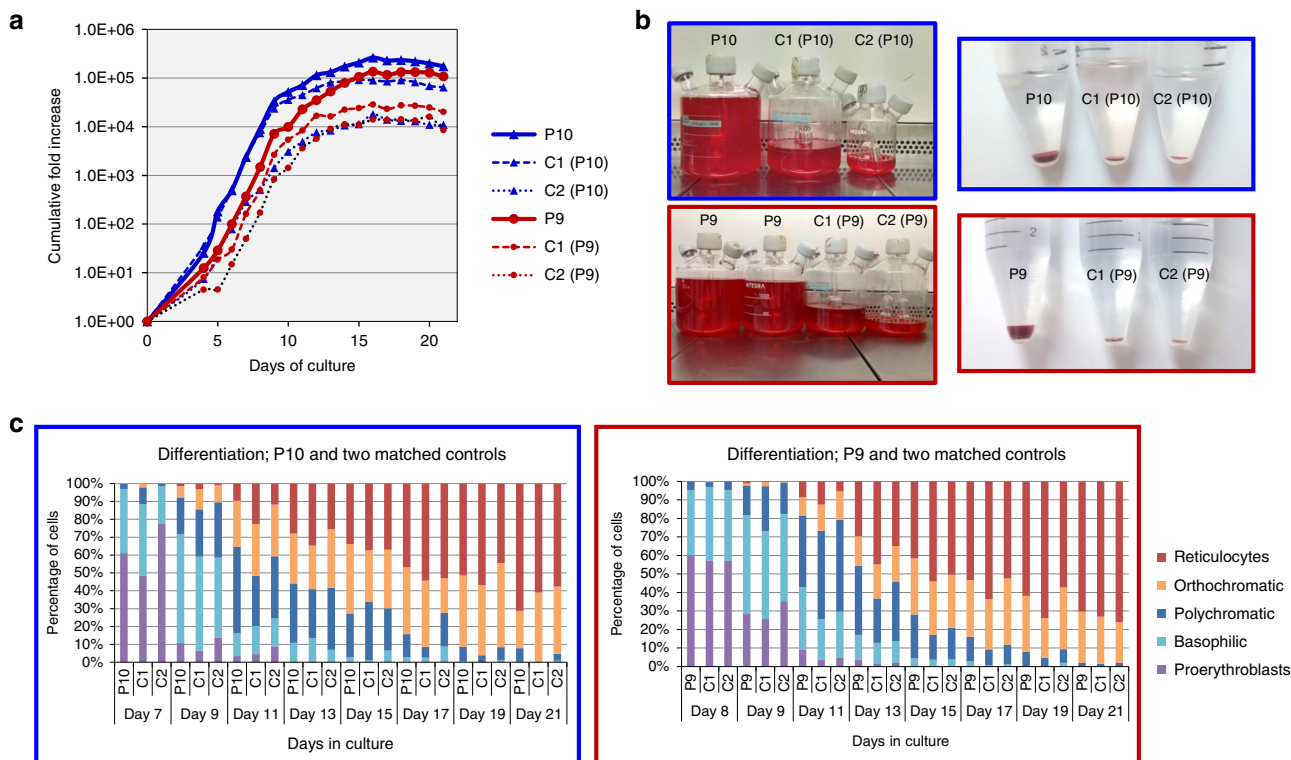 a
1.0E+06
1.0E+05
1.0E+04
1.0E+03
1.0E+02
1.0E+01
1.0E+00
Cumulative fold increase
0 5 10 15 20
Days of culture
P10
C1 (P10)
C2 (P10)
P9
C1 (P9)
C2 (P9)
b
P10 C1 (P10) C2 (P10)
INTEGRA
P10 C1 (P10) C2 (P10)
P9 P9 C1 (P9) C2 (P9)
INTEGRA
1000
2
P9 C1 (P9) C2 (P9)
c
Differentiation; P10 and two matched controls
100%
90%
80%
70%
60%
50%
40%
30%
20%
10%
0%
Percentage of cells
P10 C1 C2 P10 C1 C2 P10 C1 C2 P10 C1 C2 P10 C1 C2 P10 C1 C2 P10 C1 C2 P10 C1 C2
Day 7 Day 9 Day 11 Day 13 Day 15 Day 17 Day 19 Day 21
Days in culture
Differentiation; P9 and two matched controls
100%
90%
80%
70%
60%
50%
40%
30%
20%
10%
0%
Percentage of cells
P9 C1 C2 P9 C1 C2 P9 C1 C2 P9 C1 C2 P9 C1 C2 P9 C1 C2 P9 C1 C2 P9 C1 C2
Day 8 Day 9 Day 11 Day 13 Day 15 Day 17 Day 19 Day 21
Days in culture
Reticulocytes
Orthochromatic
Polychromatic
Basophilic
Proerythroblasts